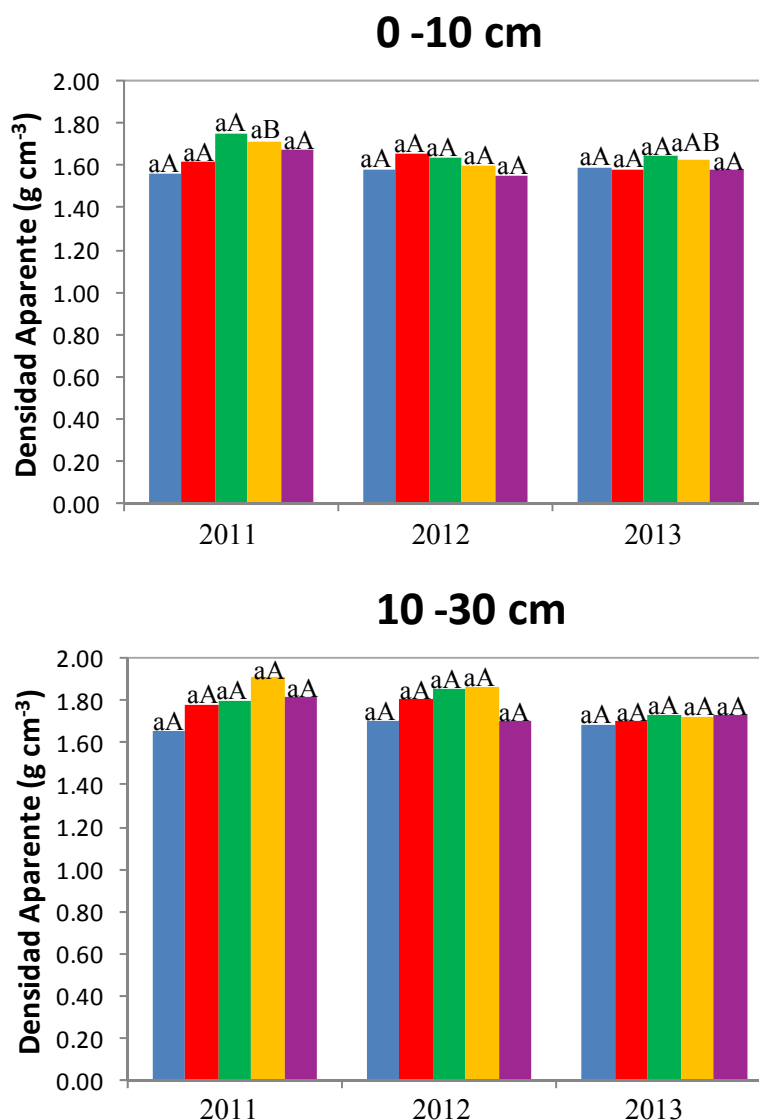 0 -10 cm
Densidad Aparente (g cm⁻³)
2.00
1.80
1.60
1.40
1.20
1.00
0.80
0.60
0.40
0.20
0.00
aA aA aA aB aA
aA aA aA aA aA
aA aA aA aAB aA
2011 2012 2013
10 -30 cm
Densidad Aparente (g cm⁻³)
2.00
1.80
1.60
1.40
1.20
1.00
0.80
0.60
0.40
0.20
0.00
aA aA aA aA aA
aA aA aA aA aA
aA aA aA aA aA
2011 2012 2013